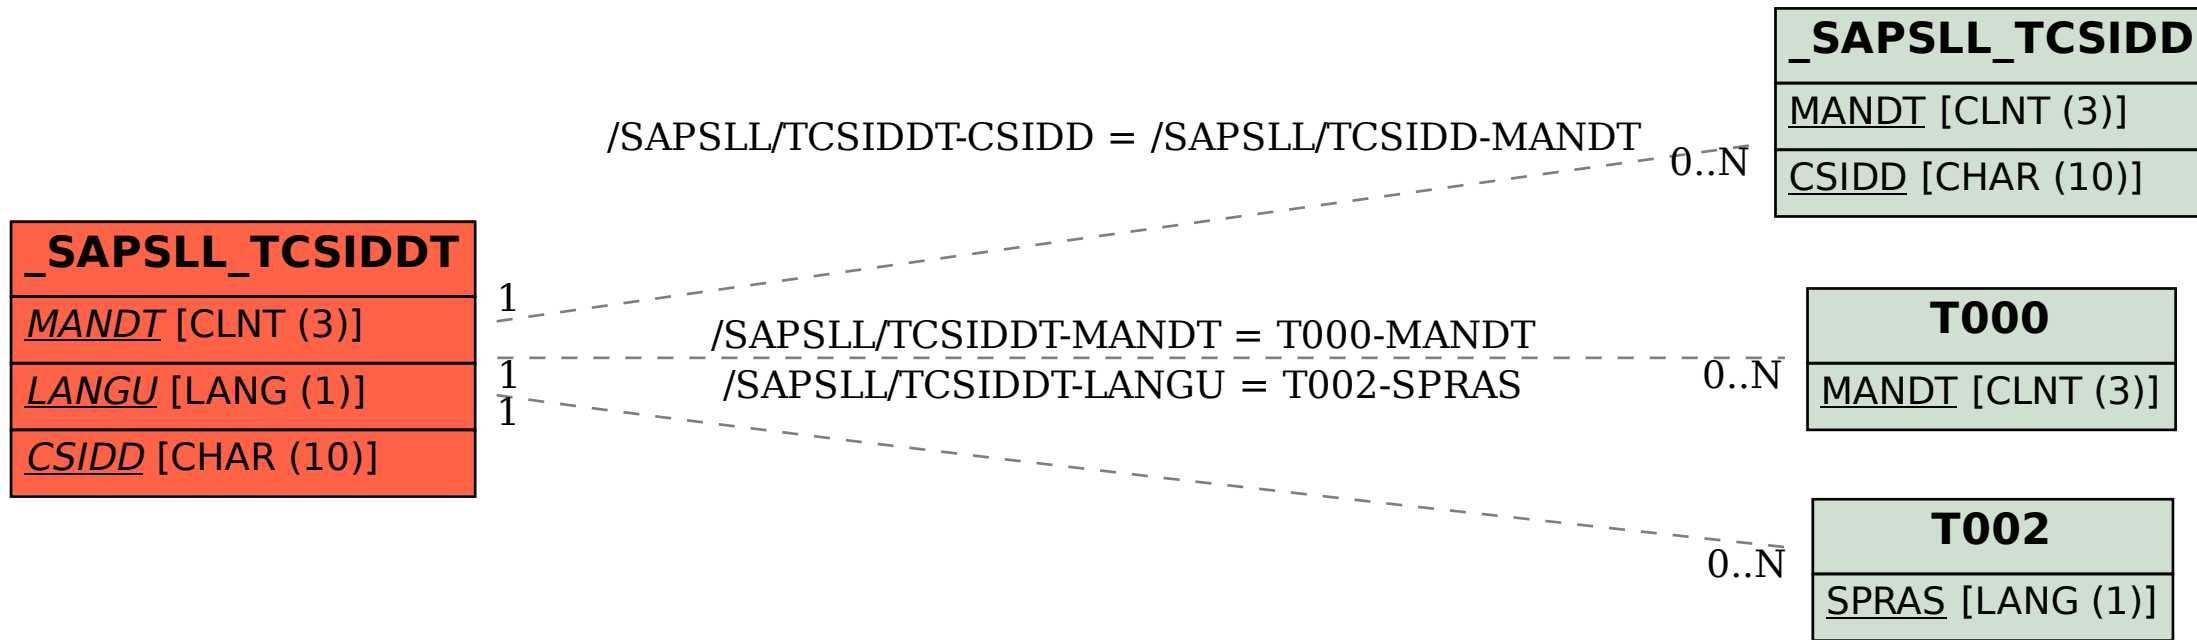 _SAPSLL_TCSIDDT
MANDT [CLNT (3)]
LANGU [LANG (1)]
CSIDD [CHAR (10)]
/SAPSLL/TCSIDDT-CSIDD = /SAPSLL/TCSIDD-MANDT
1
0..N
/SAPSLL/TCSIDDT-MANDT = T000-MANDT
1
0..N
/SAPSLL/TCSIDDT-LANGU = T002-SPRAS
1
0..N
_SAPSLL_TCSIDD
MANDT [CLNT (3)]
CSIDD [CHAR (10)]
T000
MANDT [CLNT (3)]
T002
SPRAS [LANG (1)]